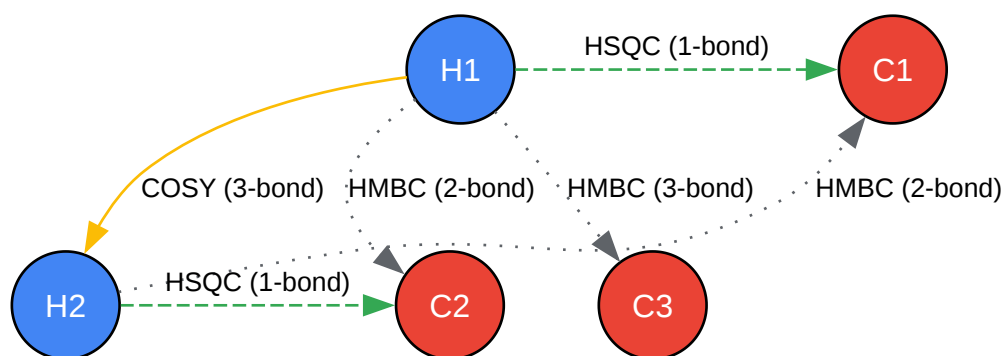 HSQC (1-bond)
H1
C1
COSY (3-bond)
HMBC (2-bond)
HMBC (3-bond)
HMBC (2-bond)
HSQC (1-bond)
H2
C2
C3